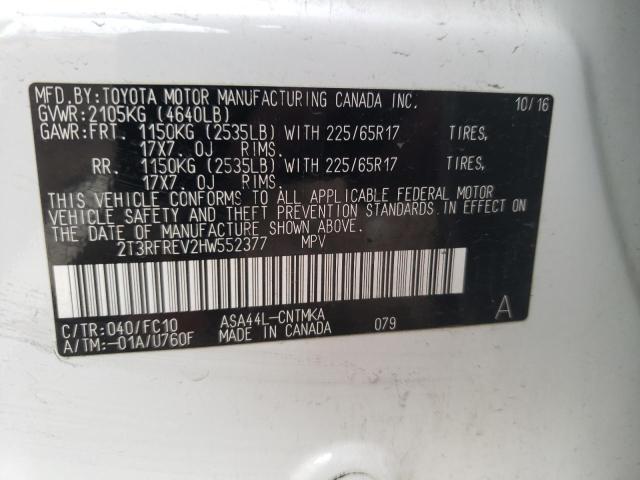 MFD.BY:TOYOTA MOTOR MANUFACTURING CANADA INC. 10/16
GVWR:2105KG (4640LB)
GAWR:FRT. 1150KG (2535LB) WITH 225/65R17 TIRES,
17X7. 0J RIMS.
RR. 1150KG (2535LB) WITH 225/65R17 TIRES,
17X7. 0J RIMS.
THIS VEHICLE CONFORMS TO ALL APPLICABLE FEDERAL MOTOR
VEHICLE SAFETY AND THEFT PREVENTION STANDARDS IN EFFECT ON
THE DATE OF MANUFACTURE SHOWN ABOVE.
2T3RFREV2HW552377 MPV
C/TR:040/FC10 ASA44L-CNTMKA 079 A
A/TM:-01A/U760F MADE IN CANADA